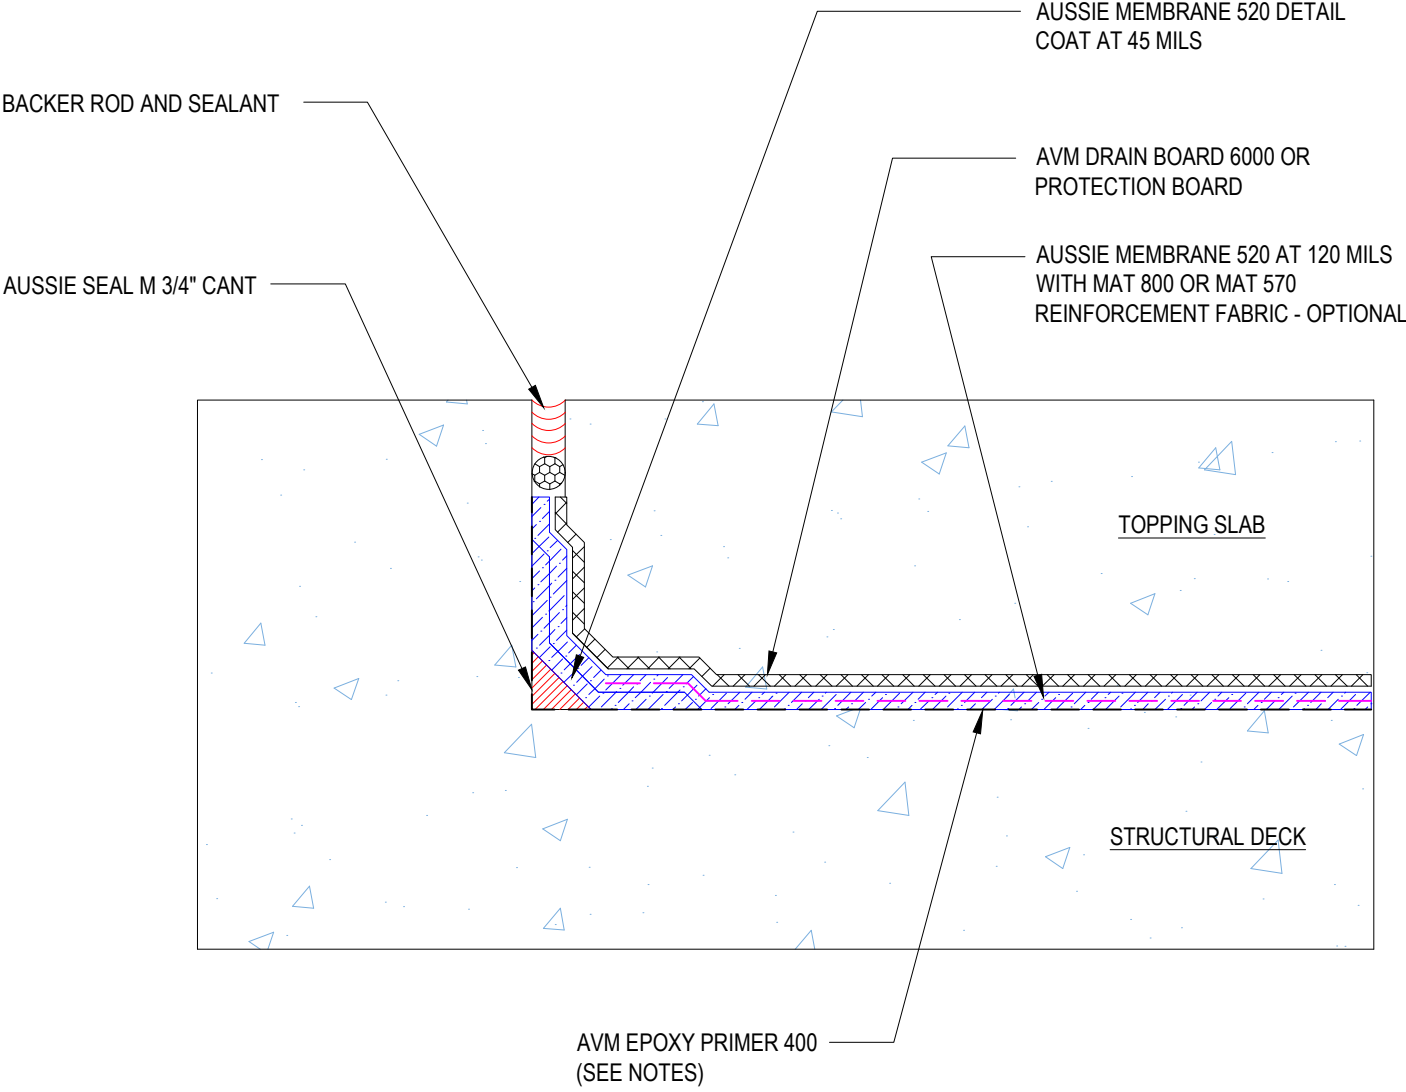 AUSSIE MEMBRANE 520 DETAIL
COAT AT 45 MILS
BACKER ROD AND SEALANT
AVM DRAIN BOARD 6000 OR
PROTECTION BOARD
AUSSIE MEMBRANE 520 AT 120 MILS
WITH MAT 800 OR MAT 570
REINFORCEMENT FABRIC - OPTIONAL
AUSSIE SEAL M 3/4" CANT
TOPPING SLAB
STRUCTURAL DECK
AVM EPOXY PRIMER 400
(SEE NOTES)